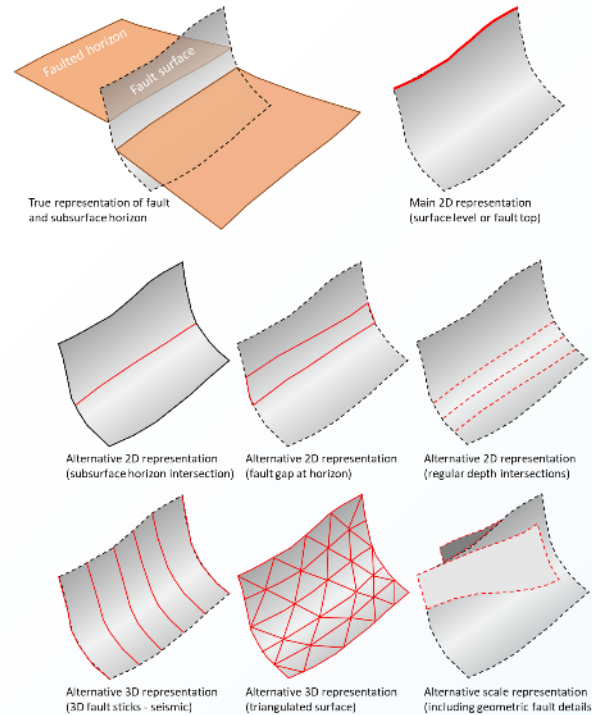 Faulted horizon
Fault surface
True representation of fault
and subsurface horizon
Main 2D representation
(surface level or fault top)
Alternative 2D representation
(subsurface horizon intersection)
Alternative 2D representation
(fault gap at horizon)
Alternative 2D representation
(regular depth intersections)
Alternative 3D representation
(3D fault sticks - seismic)
Alternative 3D representation
(triangulated surface)
Alternative scale representation
(including geometric fault details